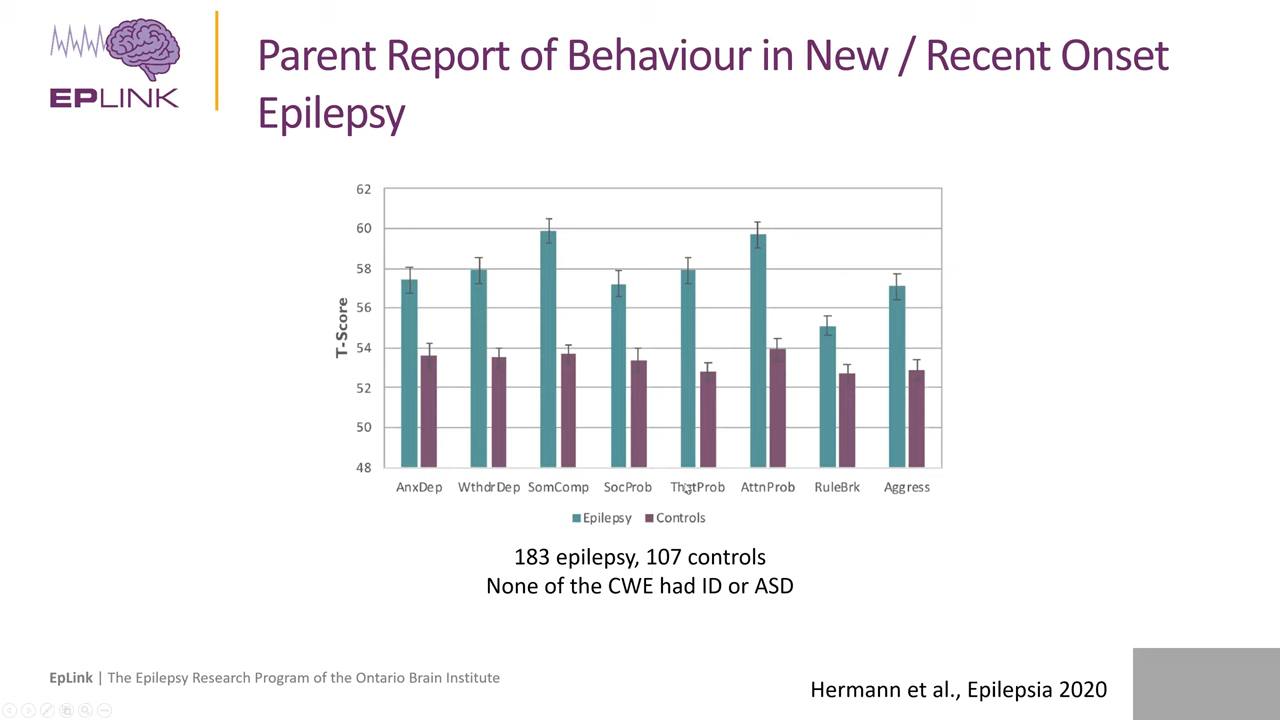 EPLINK
Parent Report of Behaviour in New / Recent Onset
Epilepsy
62
60
58
56
54
52
50
48
T-Score
AnxDep WthdrDep SomComp SocProb ThgtProb AttnProb RuleBrk Aggress
Epilepsy Controls
183 epilepsy, 107 controls
None of the CWE had ID or ASD
EpLink | The Epilepsy Research Program of the Ontario Brain Institute
Hermann et al., Epilepsia 2020